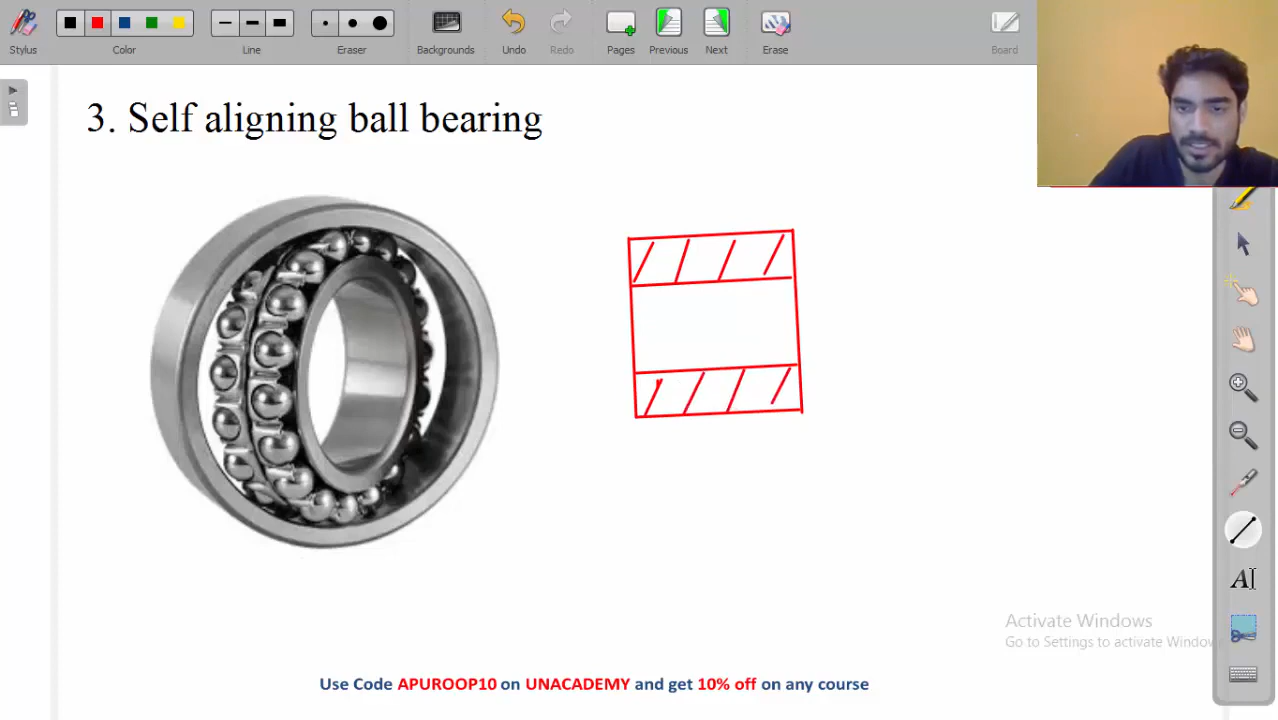 Stylus
Color
Line
Eraser
Backgrounds
Undo
Redo
Pages
Previous
Next
Erase
Board
3. Self aligning ball bearing
A
Activate Windows
Go to Settings to activate Windows
Use Code APUROOP10 on UNACADEMY and get 10% off on any course